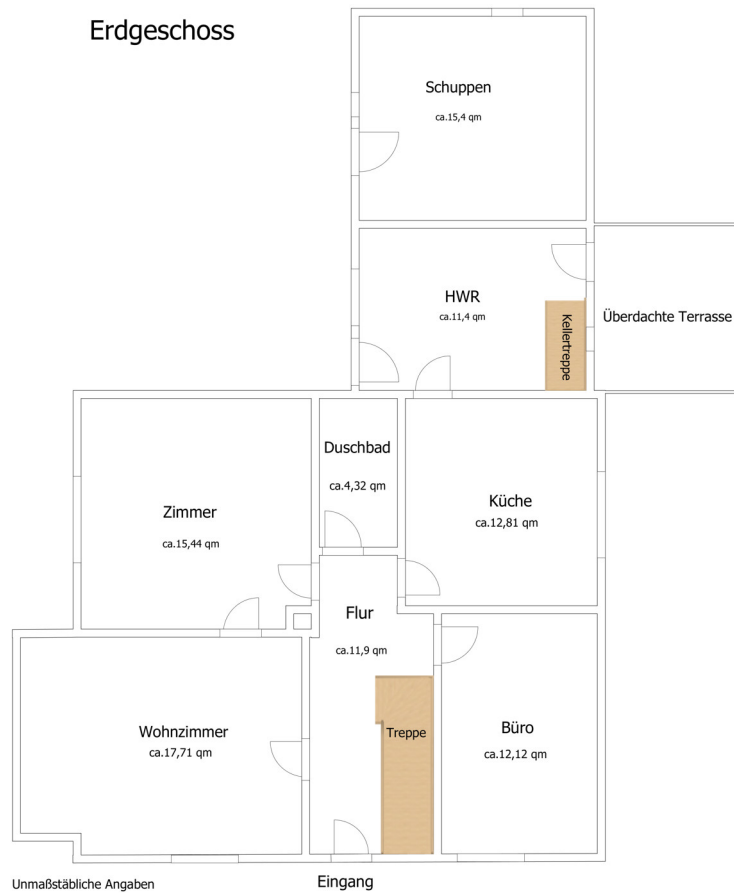 Erdgeschoss
Schuppen
ca.15,4 qm
HWR
ca.11,4 qm
Kellertreppe
Überdachte Terrasse
Duschbad
ca.4,32 qm
Zimmer
ca.15,44 qm
Küche
ca.12,81 qm
Flur
ca.11,9 qm
Wohnzimmer
ca.17,71 qm
Treppe
Büro
ca.12,12 qm
Unmaßstäbliche Angaben
Eingang